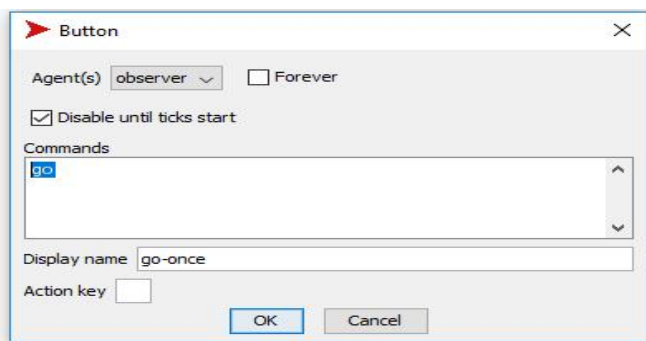 Button
Agent(s) observer Forever
Disable until ticks start
Commands
go
Display name go-once
Action key
OK Cancel